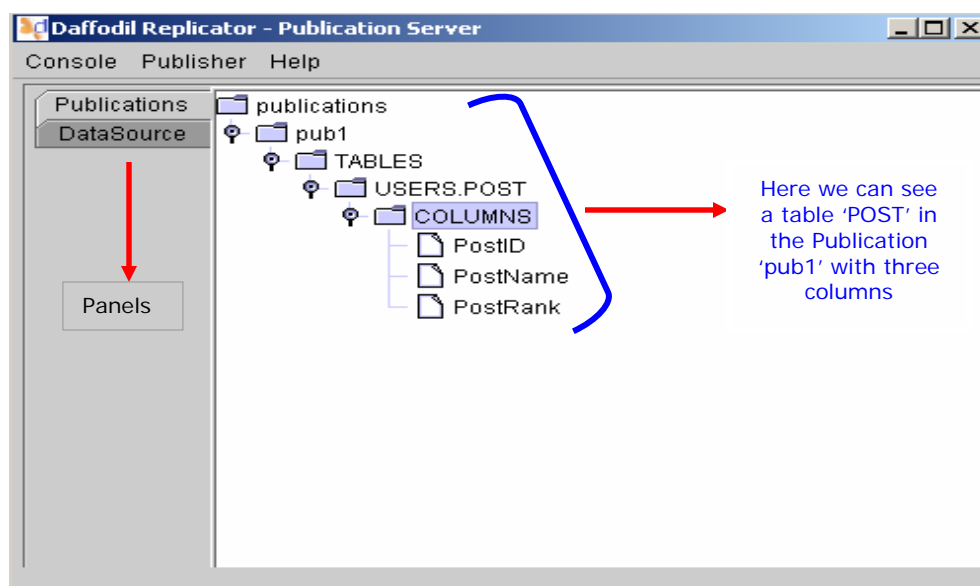 Daffodil Replicator - Publication Server
Console Publisher Help
Publications
DataSource
Panels
publications
pub1
TABLES
USERS.POST
COLUMNS
PostID
PostName
PostRank
Here we can see
a table ‘POST’ in
the Publication
‘pub1’ with three
columns